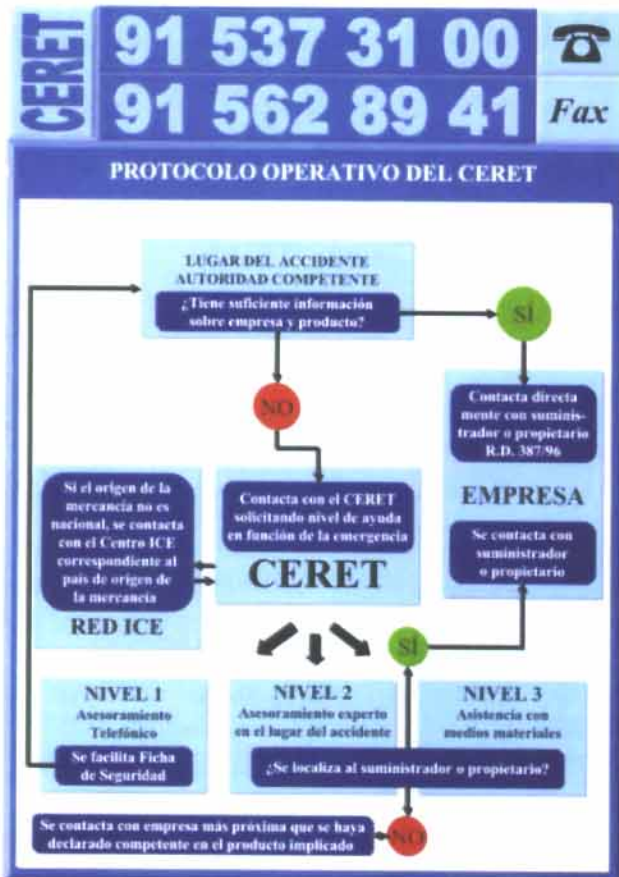 CERET
91 537 31 00
91 562 89 41 Fax
PROTOCOLO OPERATIVO DEL CERET
LUGAR DEL ACCIDENTE
AUTORIDAD COMPETENTE
¿Tiene suficiente información
sobre empresa y producto?
SÍ
NO
Contacta directa
mente con suminis-
trador o propietario
R.D. 387/96
EMPRESA
Se contacta con
suministrador
o propietario
Si el origen de la
mercancía no es
nacional, se contacta
con el Centro ICE
correspondiente al
país de origen de
la mercancía
RED ICE
Contacta con el CERET
solicitando nivel de ayuda
en función de la emergencia
CERET
SÍ
NIVEL 1
Asesoramiento
Telefónico
Se facilita Ficha
de Seguridad
NIVEL 2
Asesoramiento experto
en el lugar del accidente
NIVEL 3
Asistencia con
medios materiales
¿Se localiza al suministrador o propietario?
NO
Se contacta con empresa más próxima que se haya
declarado competente en el producto implicado